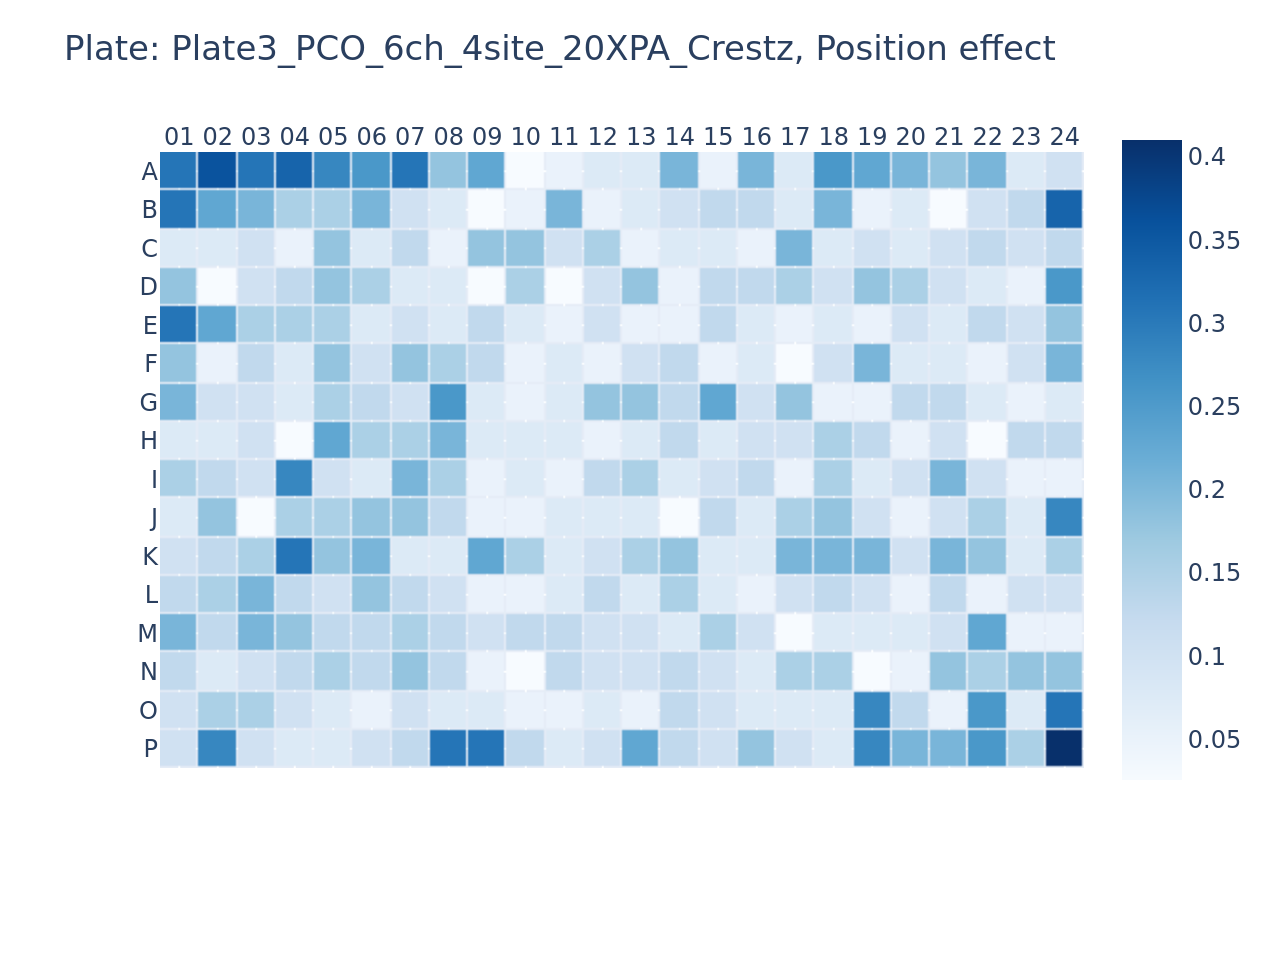 Plate: Plate3_PCO_6ch_4site_20XPA_Crestz, Position effect
01 02 03 04 05 06 07 08 09 10 11 12 13 14 15 16 17 18 19 20 21 22 23 24
A
B
C
D
E
F
G
H
I
J
K
L
M
N
O
P
0.4
0.35
0.3
0.25
0.2
0.15
0.1
0.05